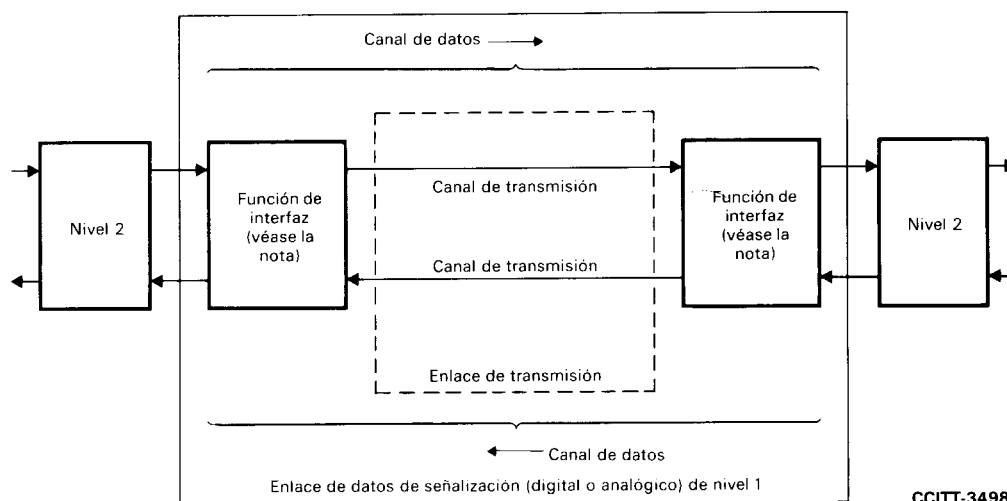 Canal de datos
Nivel 2
Función de
interfaz
(véase la
nota)
Canal de transmisión
Canal de transmisión
Enlace de transmisión
Función de
interfaz
(véase la
nota)
Nivel 2
Canal de datos
Enlace de datos de señalización (digital o analógico) de nivel 1
CCITT-3498